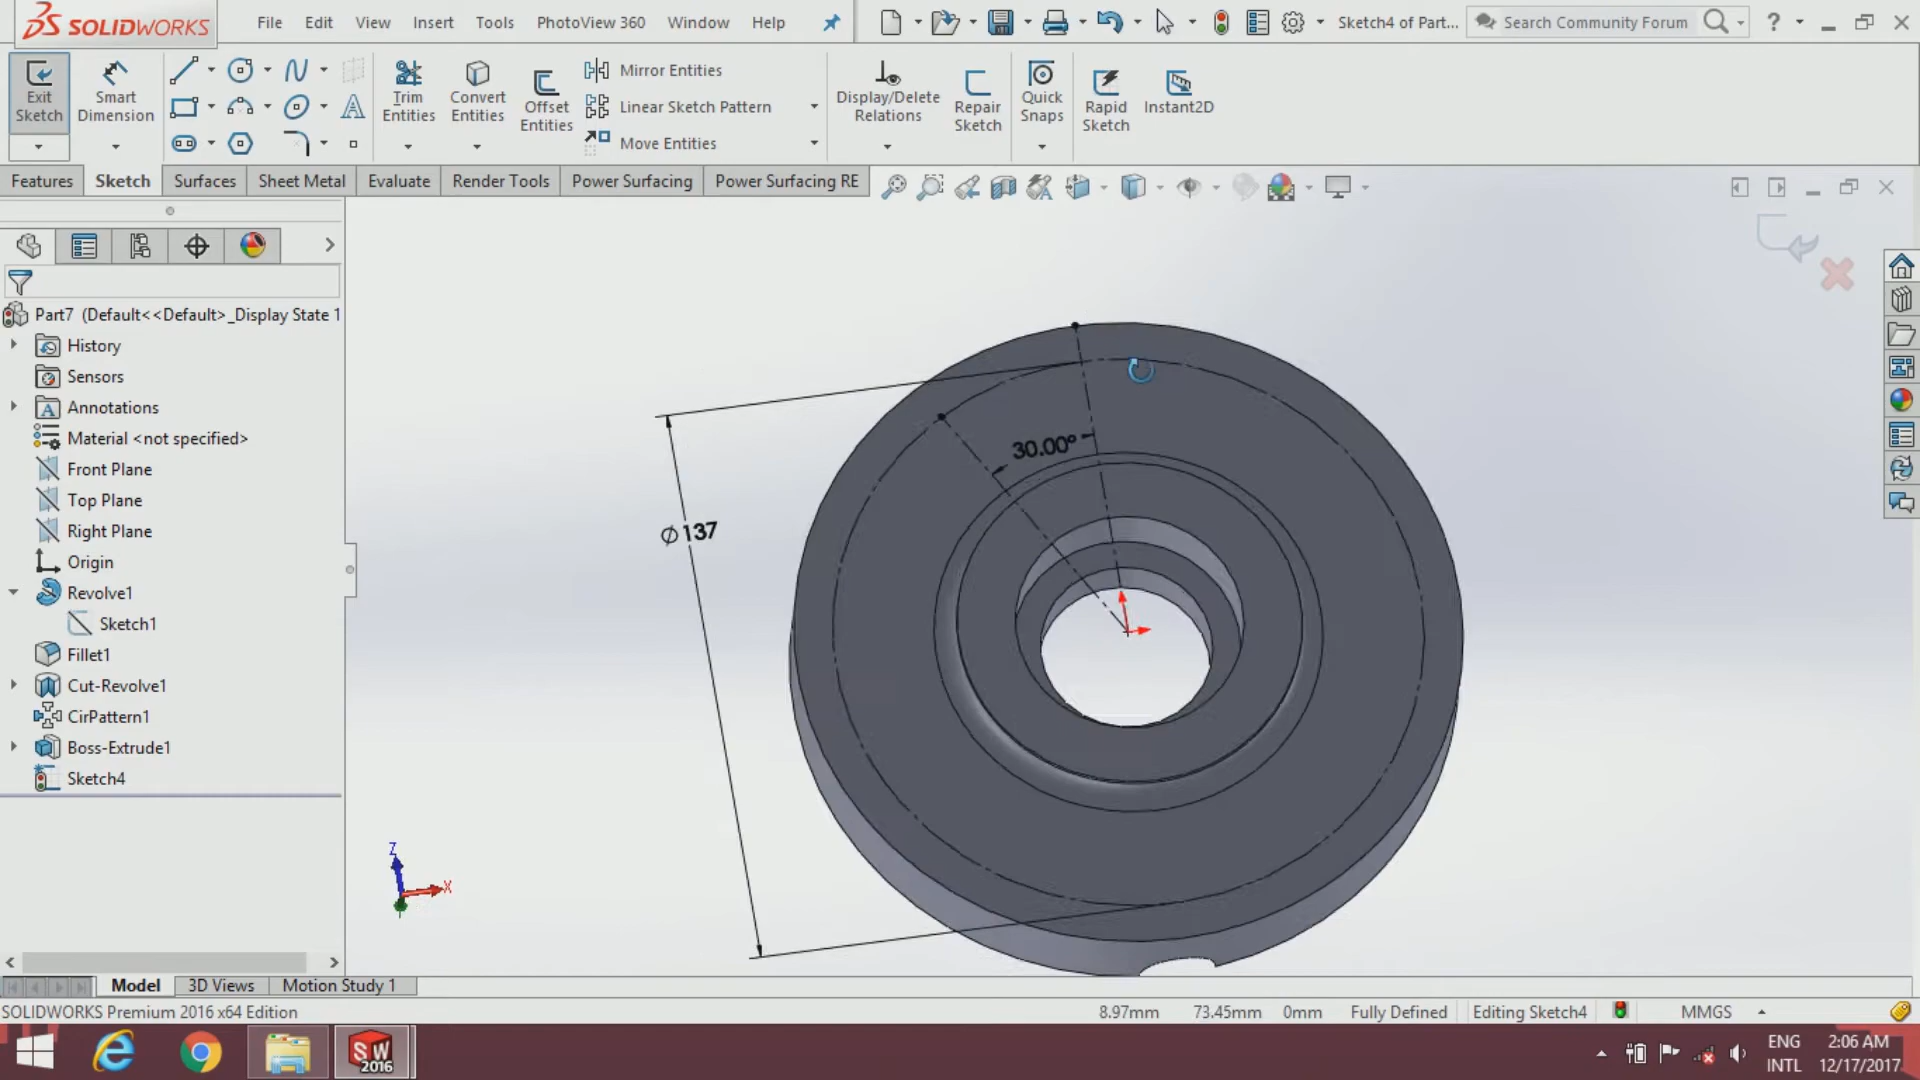 SOLIDWORKS File Edit View Insert Tools PhotoView 360 Window Help Sketch4 of Part... Search Community Forum ?
Exit Sketch
Smart Dimension
Trim Entities
Convert Entities
Offset Entities
Mirror Entities
Linear Sketch Pattern
Move Entities
Display/Delete Relations
Repair Sketch
Quick Snaps
Rapid Sketch
Instant2D
Features Sketch Surfaces Sheet Metal Evaluate Render Tools Power Surfacing Power Surfacing RE
Part7 (Default<<Default>_Display State 1
History
Sensors
Annotations
Material <not specified>
Front Plane
Top Plane
Right Plane
Origin
Revolve1
Sketch1
Fillet1
Cut-Revolve1
CirPattern1
Boss-Extrude1
Sketch4
30.00°
∅137
Z
X
Model 3D Views Motion Study 1
SOLIDWORKS Premium 2016 x64 Edition 8.97mm 73.45mm 0mm Fully Defined Editing Sketch4 MMGS
SW 2016
ENG 2:06 AM
INTL 12/17/2017